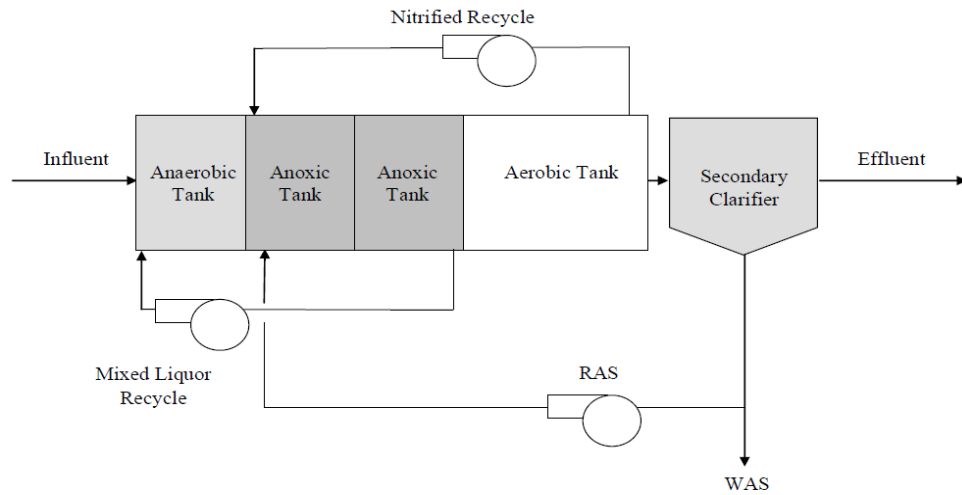 Nitrified Recycle
Influent
Anaerobic
Tank
Anoxic
Tank
Anoxic
Tank
Aerobic Tank
Secondary
Clarifier
Effluent
Mixed Liquor
Recycle
RAS
WAS